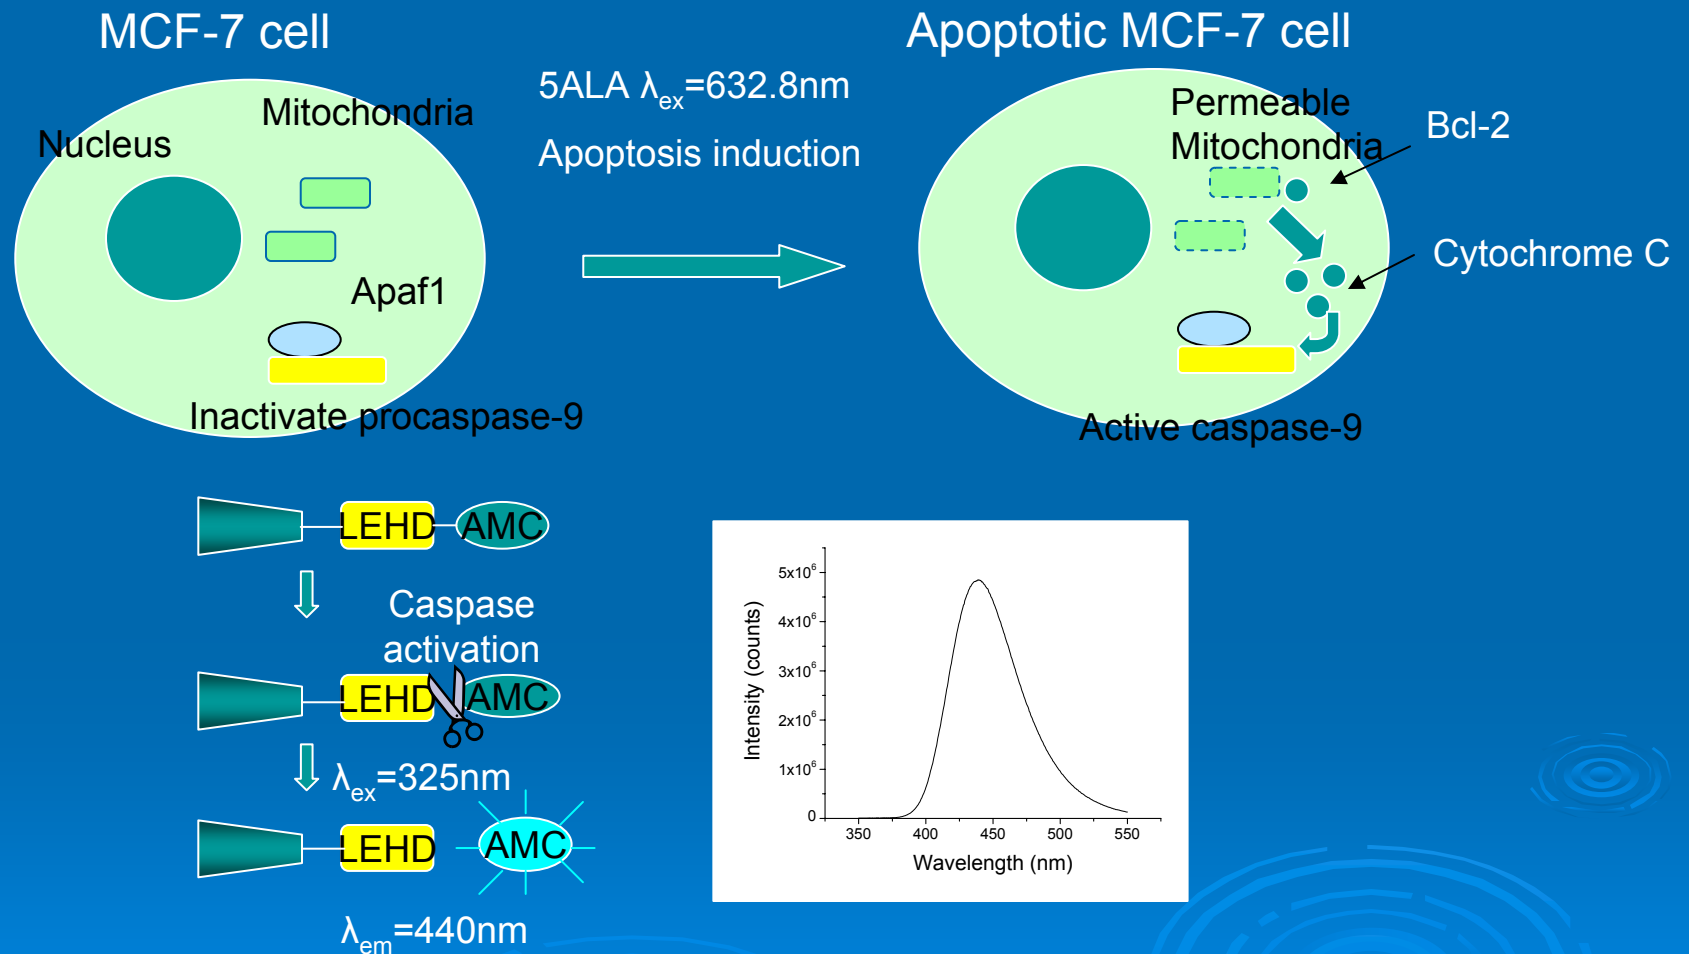 MCF-7 cell
Apoptotic MCF-7 cell
5ALA λex=632.8nm
Apoptosis induction
Mitochondria
Nucleus
Apaf1
Inactivate procaspase-9
Permeable
Mitochondria
Bcl-2
Cytochrome C
Active caspase-9
LEHD AMC
Caspase
activation
LEHD AMC
λex=325nm
LEHD AMC
λem=440nm
Intensity (counts)
5x10⁶
4x10⁶
3x10⁶
2x10⁶
1x10⁶
0
350 400 450 500 550
Wavelength (nm)